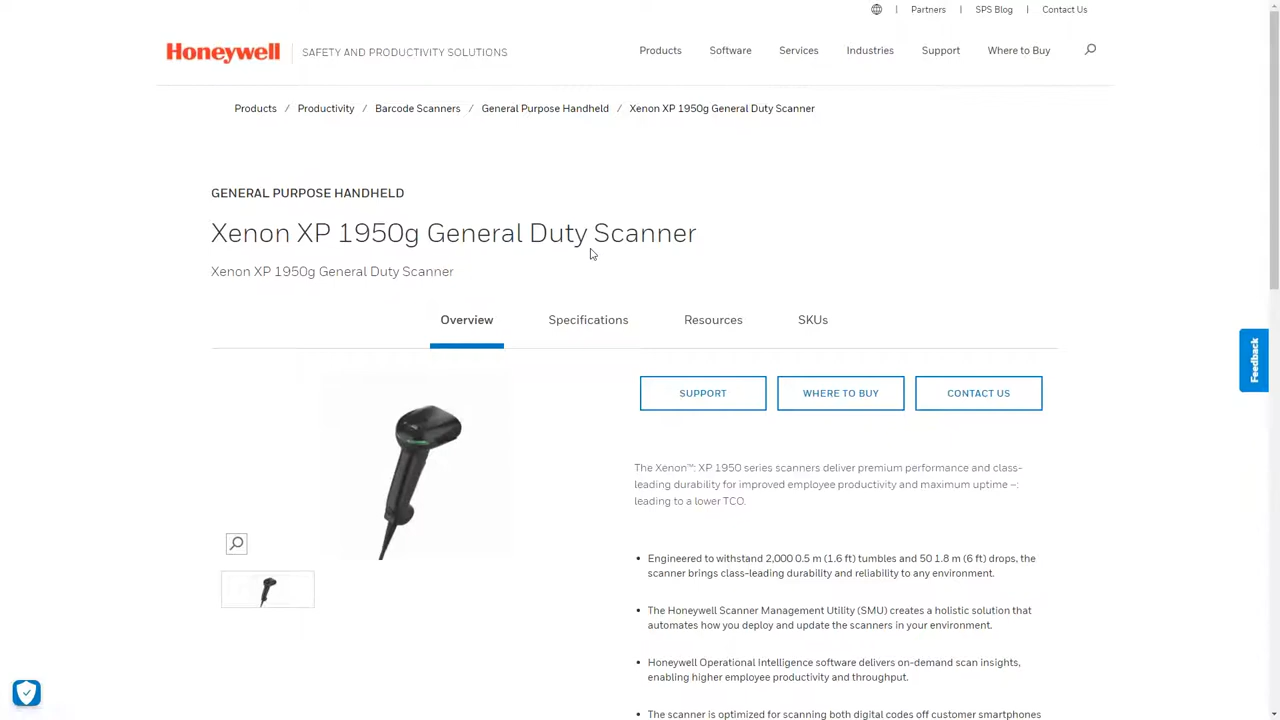 Partners | SPS Blog | Contact Us
Honeywell | SAFETY AND PRODUCTIVITY SOLUTIONS
Products Software Services Industries Support Where to Buy
Products / Productivity / Barcode Scanners / General Purpose Handheld / Xenon XP 1950g General Duty Scanner
GENERAL PURPOSE HANDHELD
Xenon XP 1950g General Duty Scanner
Xenon XP 1950g General Duty Scanner
Overview Specifications Resources SKUs
Feedback
SUPPORT WHERE TO BUY CONTACT US
The Xenon™: XP 1950 series scanners deliver premium performance and class-
leading durability for improved employee productivity and maximum uptime –:
leading to a lower TCO.
• Engineered to withstand 2,000 0.5 m (1.6 ft) tumbles and 50 1.8 m (6 ft) drops, the
scanner brings class-leading durability and reliability to any environment.
• The Honeywell Scanner Management Utility (SMU) creates a holistic solution that
automates how you deploy and update the scanners in your environment.
• Honeywell Operational Intelligence software delivers on-demand scan insights,
enabling higher employee productivity and throughput.
• The scanner is optimized for scanning both digital codes off customer smartphones